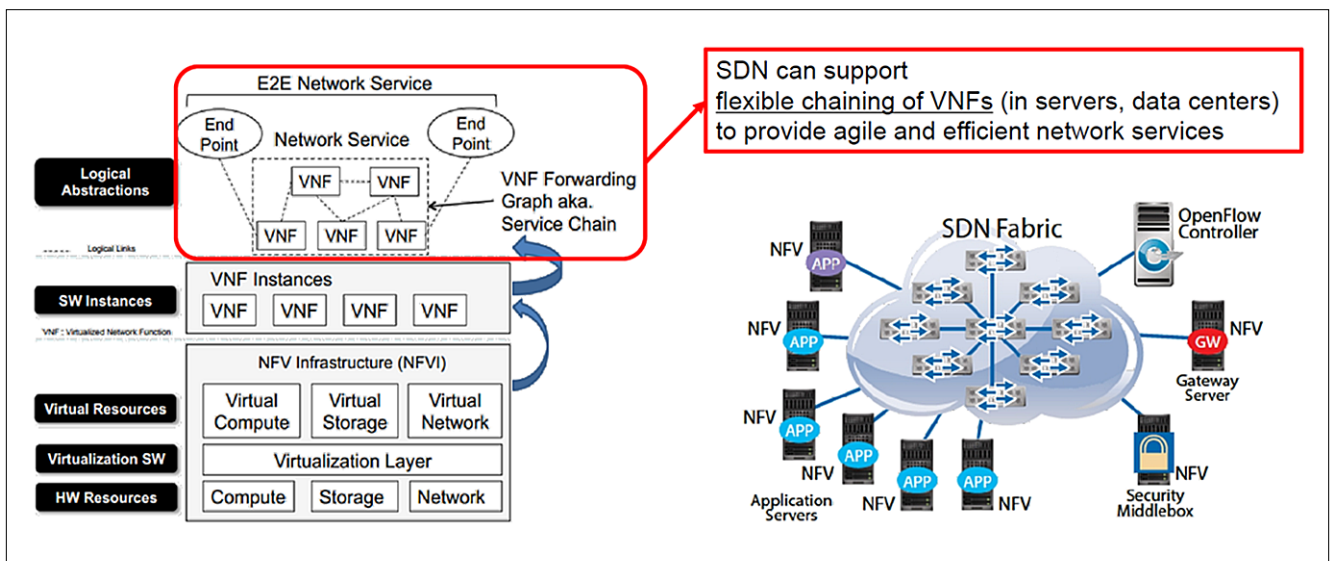 E2E Network Service
End
Point
End
Point
Network Service
VNF
VNF
VNF
VNF
VNF
VNF Forwarding
Graph aka.
Service Chain
Logical
Abstractions
Logical Links
VNF Instances
VNF
VNF
VNF
VNF
SW Instances
VNF : Virtualized Network Function
NFV Infrastructure (NFVI)
Virtual
Compute
Virtual
Storage
Virtual
Network
Virtual Resources
Virtualization Layer
Virtualization SW
Compute
Storage
Network
HW Resources
SDN can support
flexible chaining of VNFs (in servers, data centers)
to provide agile and efficient network services
SDN Fabric
OpenFlow
Controller
NFV
APP
NFV
APP
NFV
GW
Gateway
Server
NFV
APP
NFV
APP
NFV
APP
APP
NFV
NFV
Security
Middlebox
Application
Servers